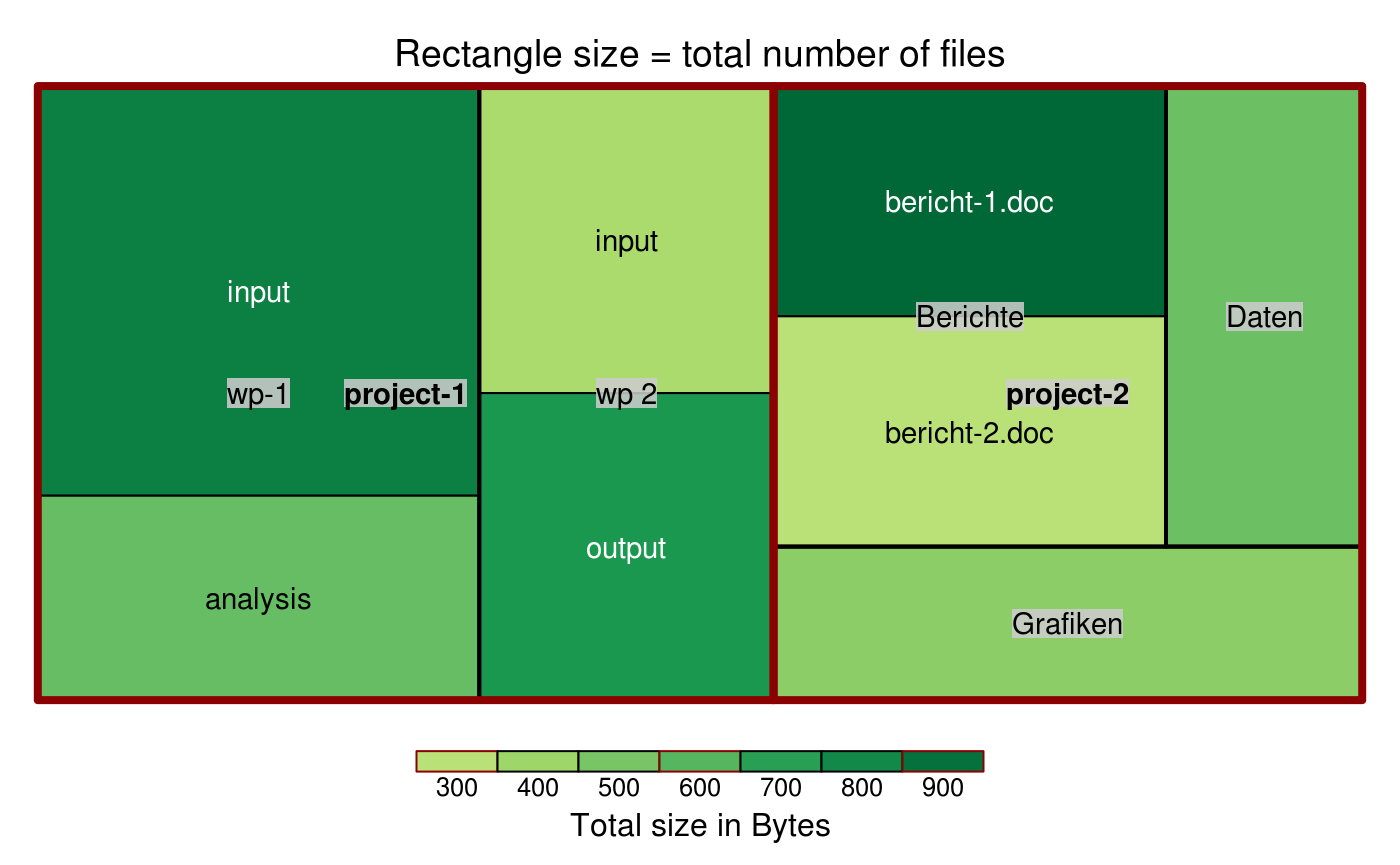 Rectangle size = total number of files
input
wp-1
project-1
analysis
input
wp 2
output
bericht-1.doc
Berichte
project-2
bericht-2.doc
Daten
Grafiken
300 400 500 600 700 800 900
Total size in Bytes